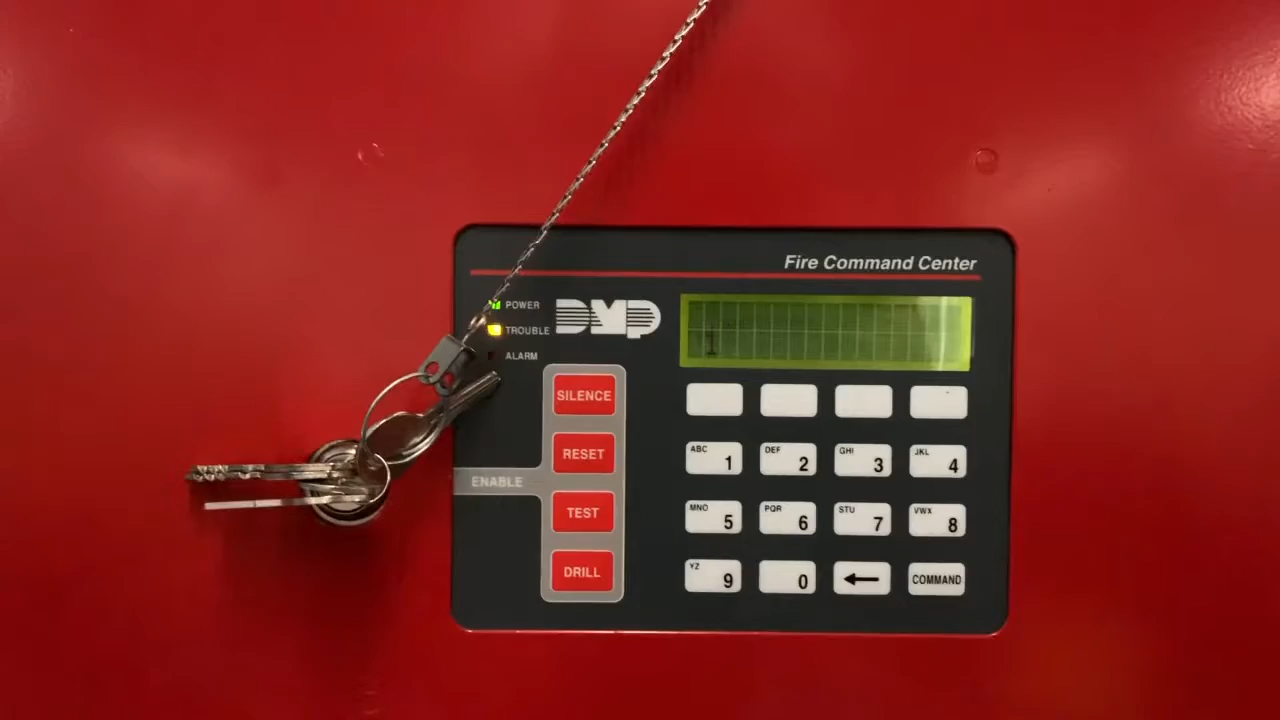 Fire Command Center
POWER
TROUBLE
ALARM
DMP
SILENCE
RESET
ENABLE
TEST
DRILL
ABC 1
DEF 2
GHI 3
JKL 4
MNO 5
PQR 6
STU 7
VWX 8
YZ 9
0
←
COMMAND